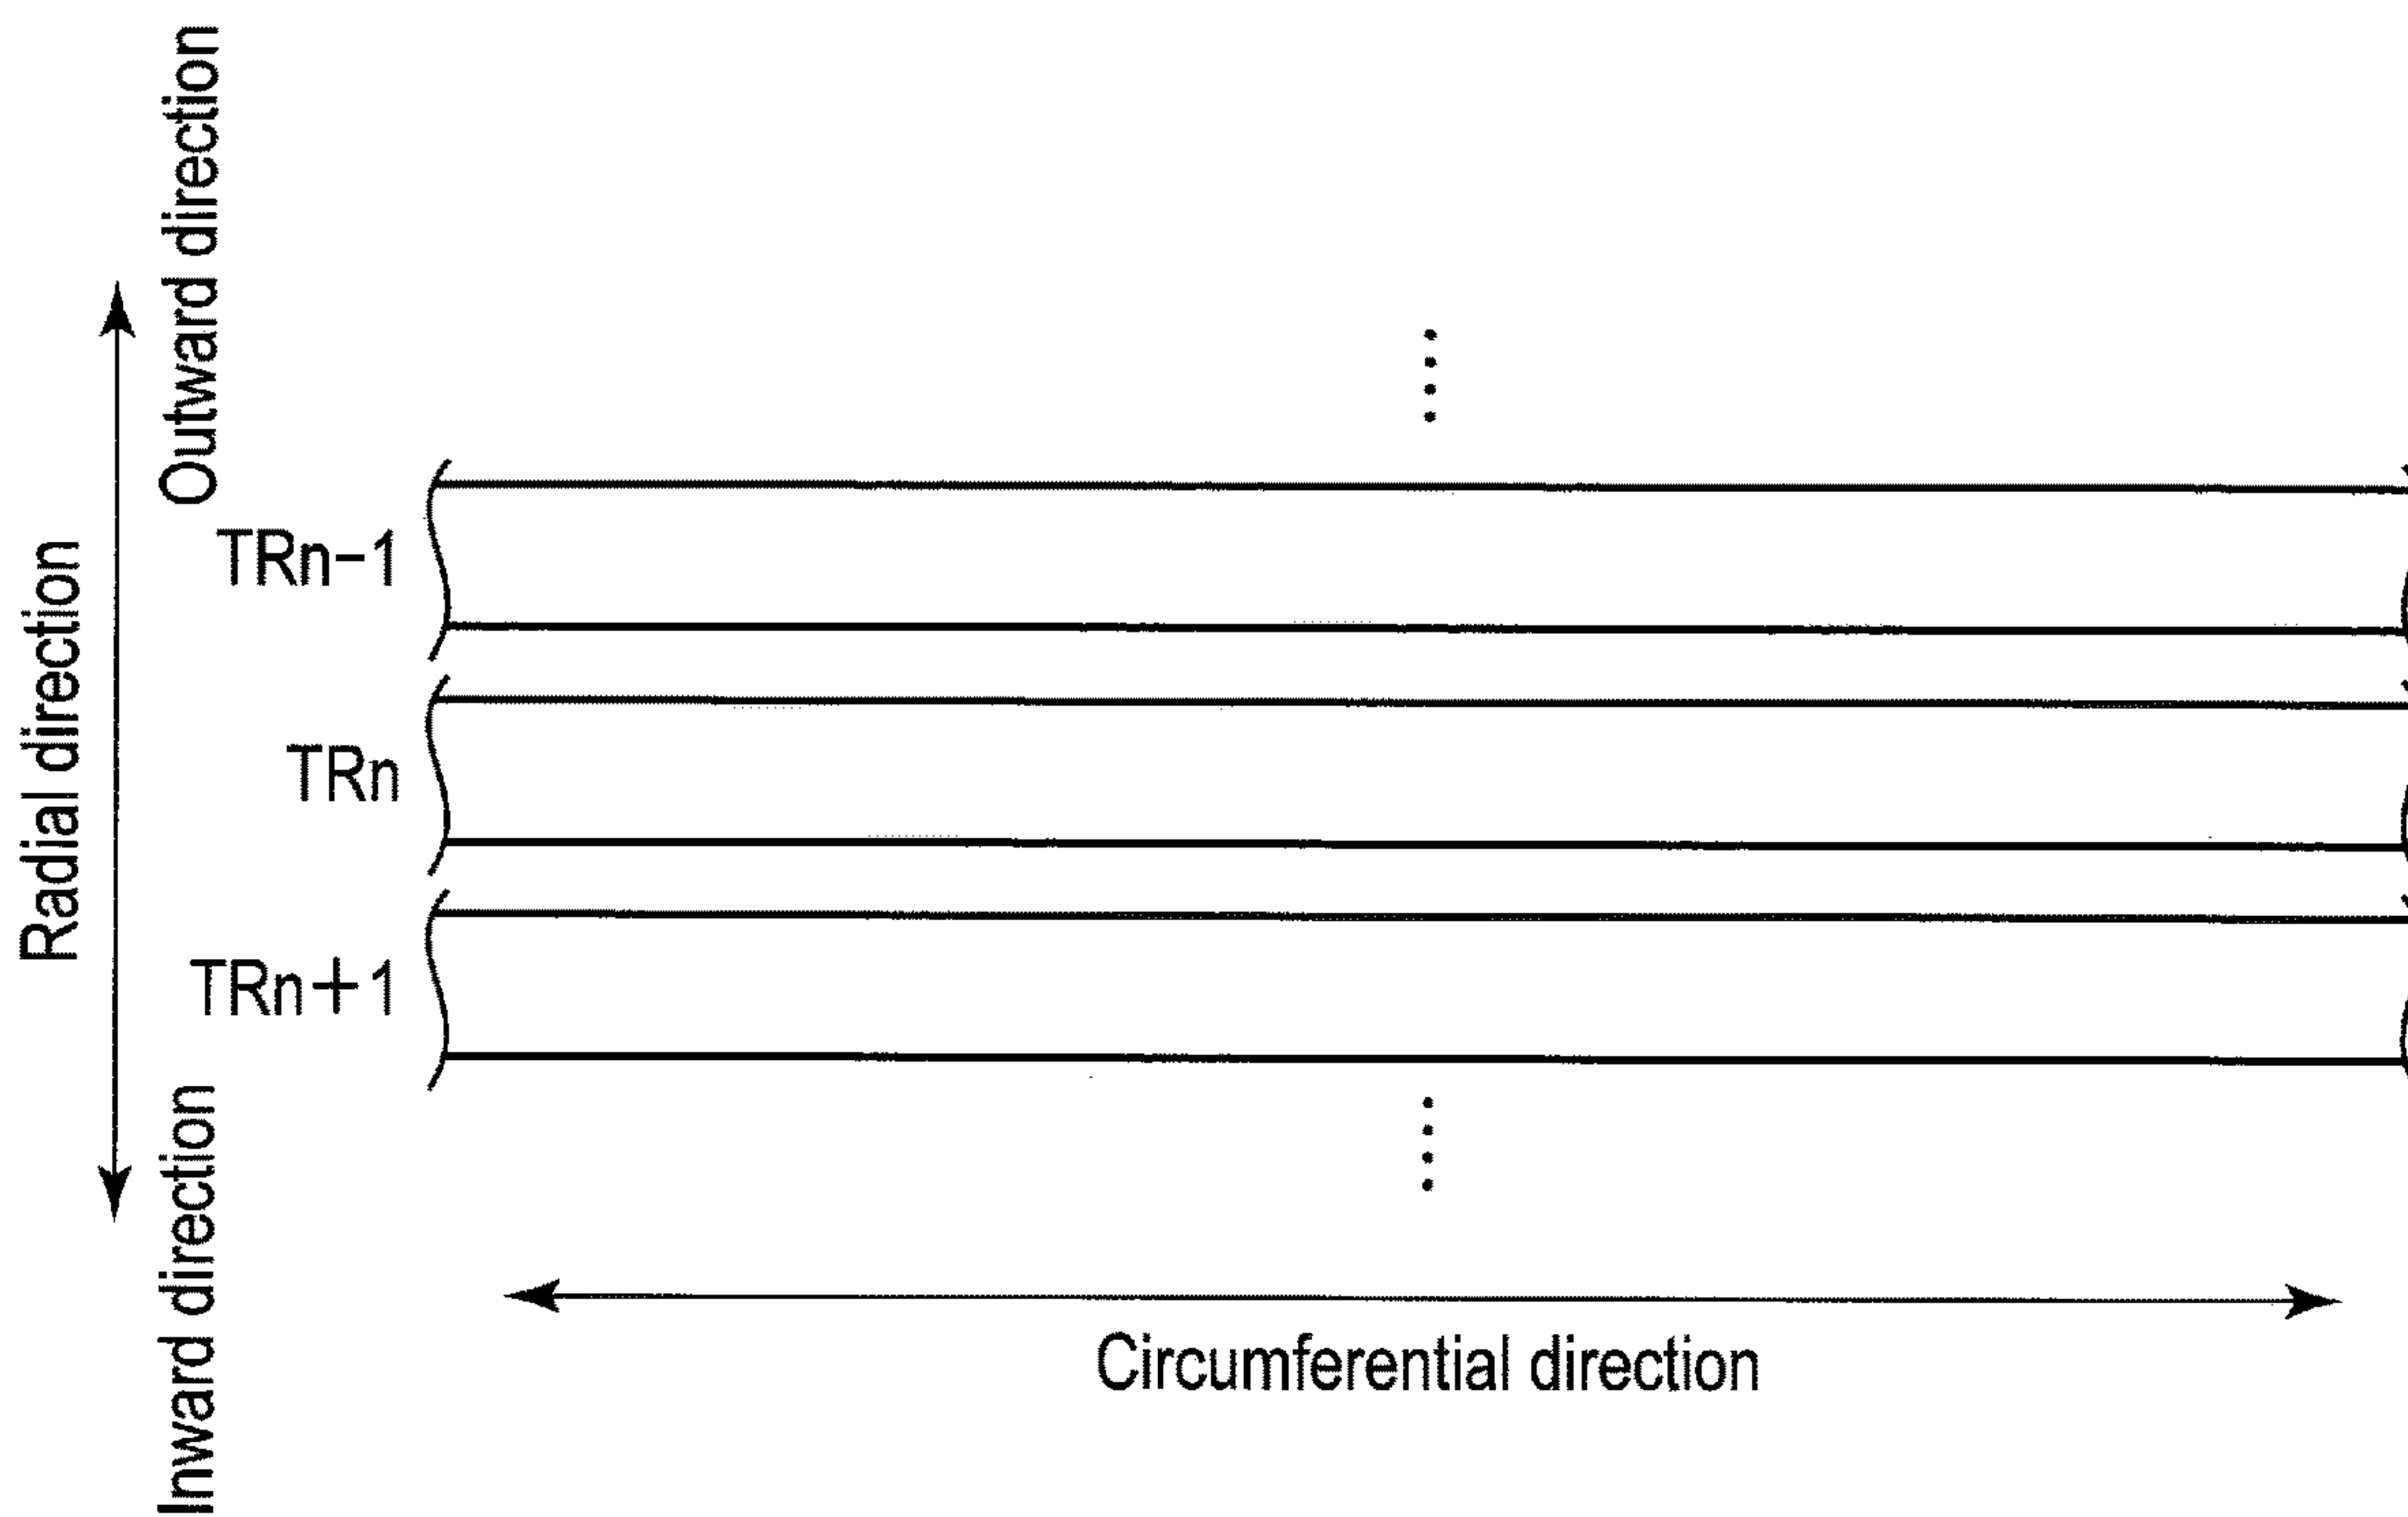 Outward direction
Radial direction
Inward direction
TRn-1
TRn
TRn+1
Circumferential direction